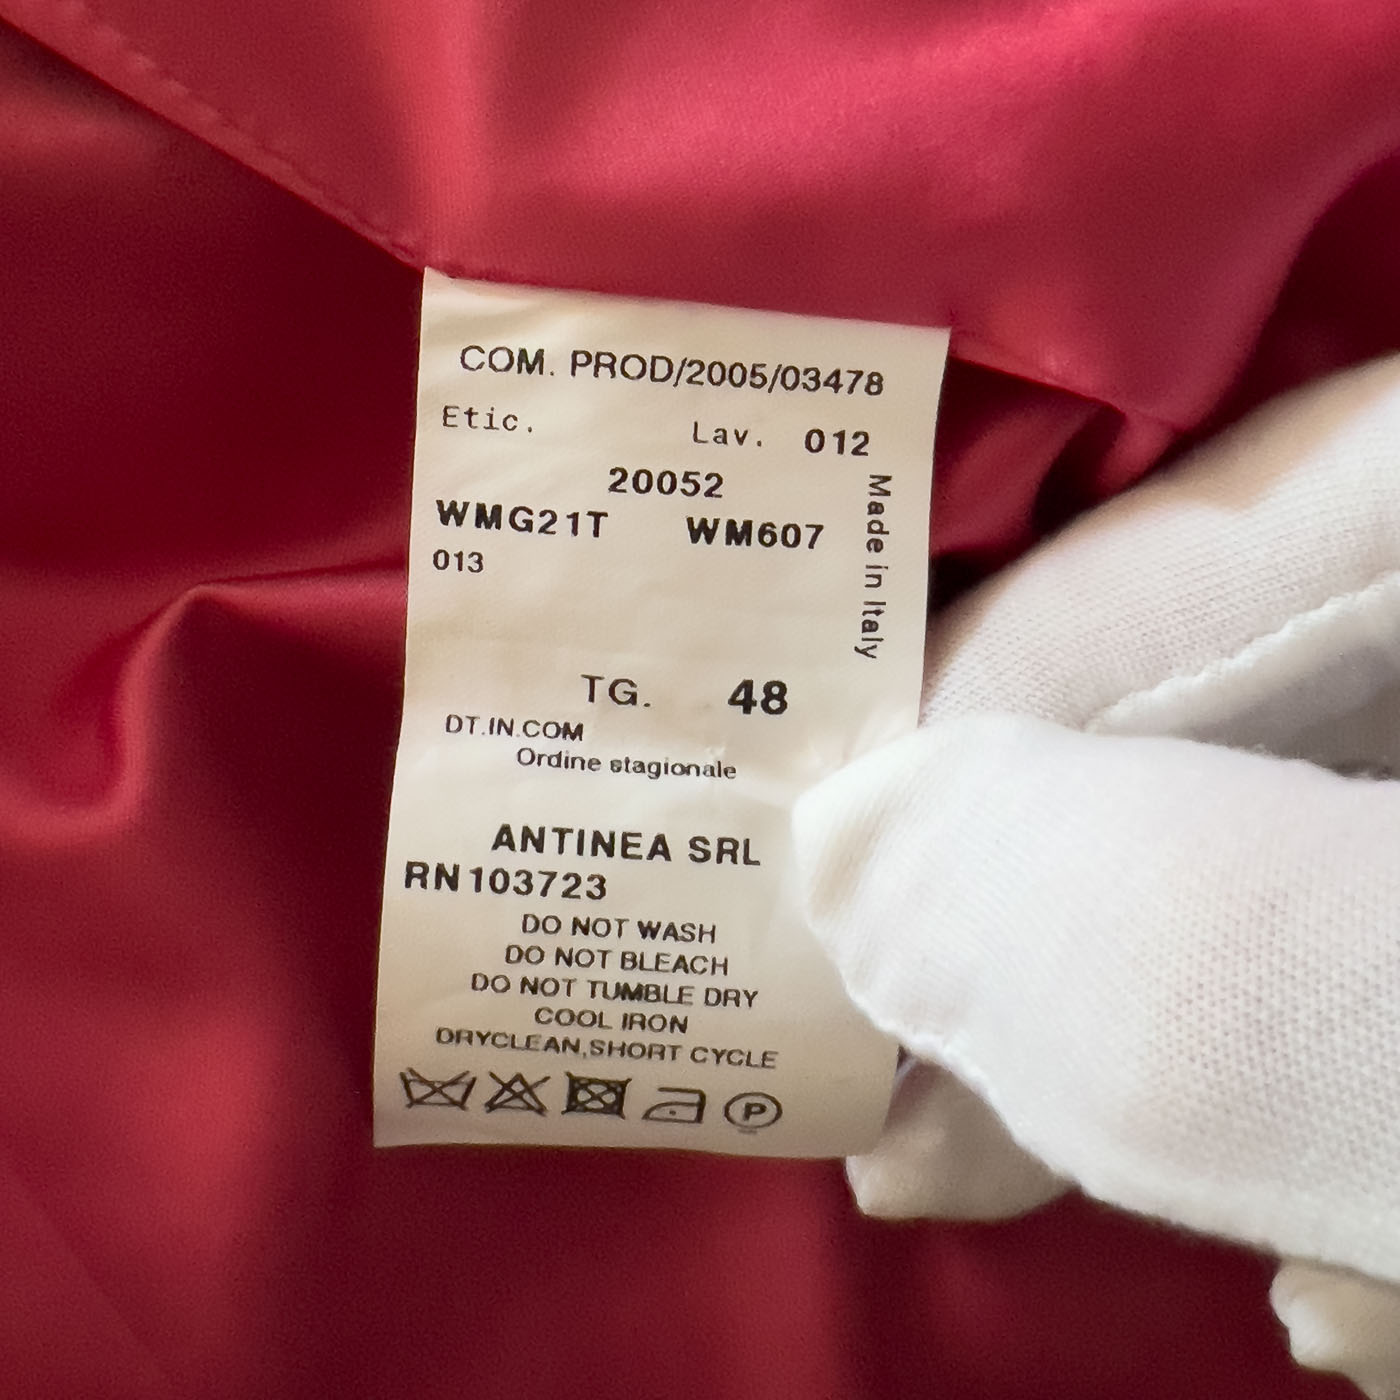 COM. PROD/2005/03478
Etic. Lav. 012
20052
WMG21T WM607
013
Made in Italy
TG. 48
DT.IN.COM
Ordine stagionale
ANTINEA SRL
RN103723
DO NOT WASH
DO NOT BLEACH
DO NOT TUMBLE DRY
COOL IRON
DRYCLEAN,SHORT CYCLE
P